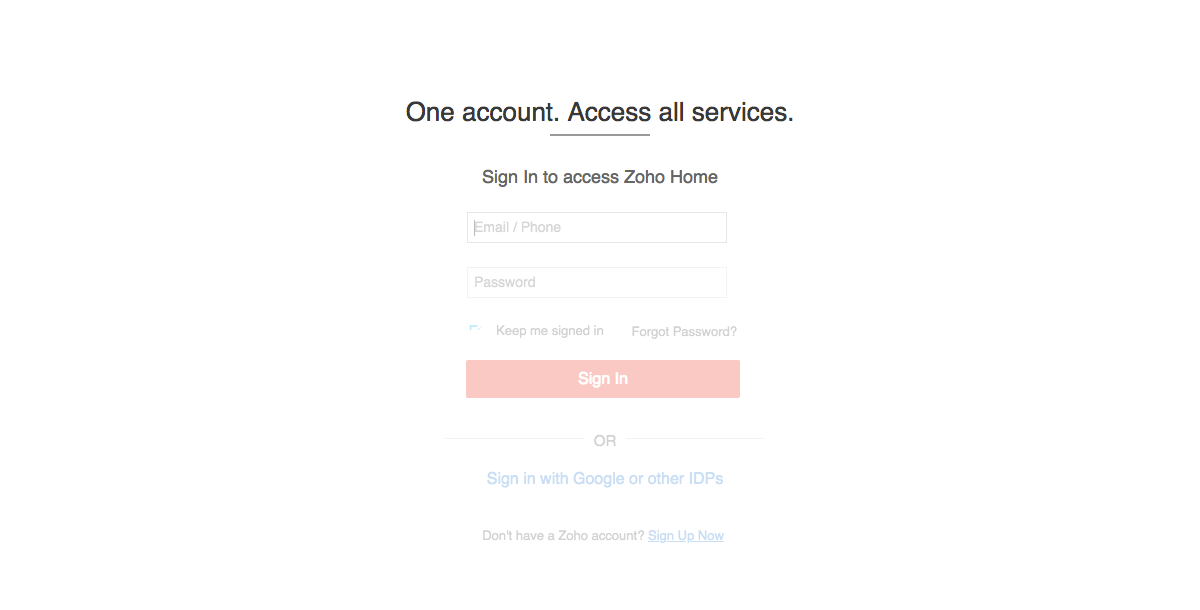 One account. Access all services.
Sign In to access Zoho Home
Email / Phone
Password
Keep me signed in Forgot Password?
Sign In
OR
Sign in with Google or other IDPs
Don't have a Zoho account? Sign Up Now